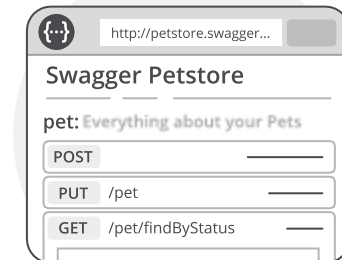 {···} http://petstore.swagger...
Swagger Petstore
pet: Everything about your Pets
POST
PUT /pet
GET /pet/findByStatus